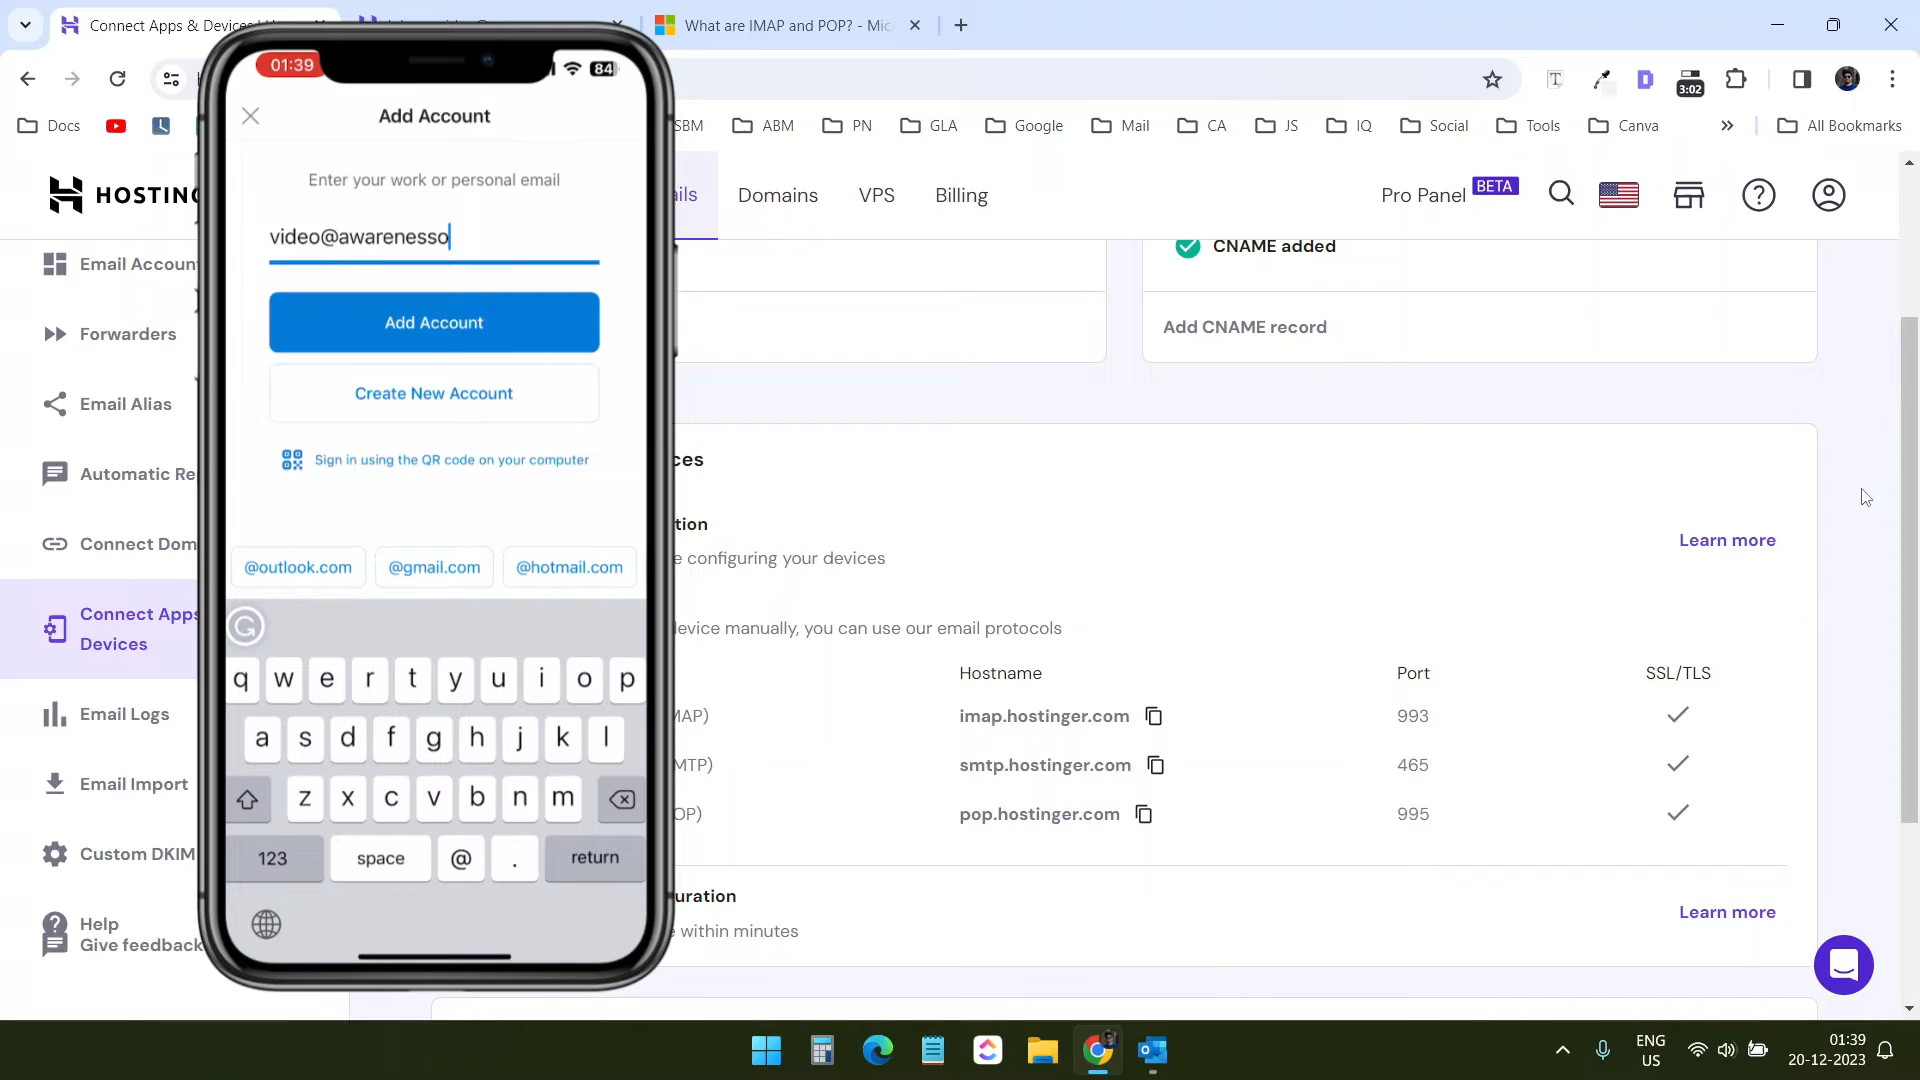 Connect Apps & Devices
What are IMAP and POP? - Mic
3:02
Docs
SBM
ABM
PN
GLA
Google
Mail
CA
JS
IQ
Social
Tools
Canva
All Bookmarks
HOSTING
ils
Domains
VPS
Billing
Pro Panel
BETA
Email Accoun
Forwarders
Email Alias
Automatic Re
Connect Dom
Connect Apps
Devices
Email Logs
Email Import
Custom DKIM
Help
Give feedback
01:39
84
Add Account
Enter your work or personal email
video@awarenesso
Add Account
Create New Account
Sign in using the QR code on your computer
@outlook.com
@gmail.com
@hotmail.com
q w e r t y u i o p
a s d f g h j k l
z x c v b n m
123
space
@
.
return
CNAME added
Add CNAME record
ces
tion
e configuring your devices
Learn more
evice manually, you can use our email protocols
Hostname
Port
SSL/TLS
MAP)
imap.hostinger.com
993
MTP)
smtp.hostinger.com
465
OP)
pop.hostinger.com
995
uration
e within minutes
Learn more
ENG
US
01:39
20-12-2023